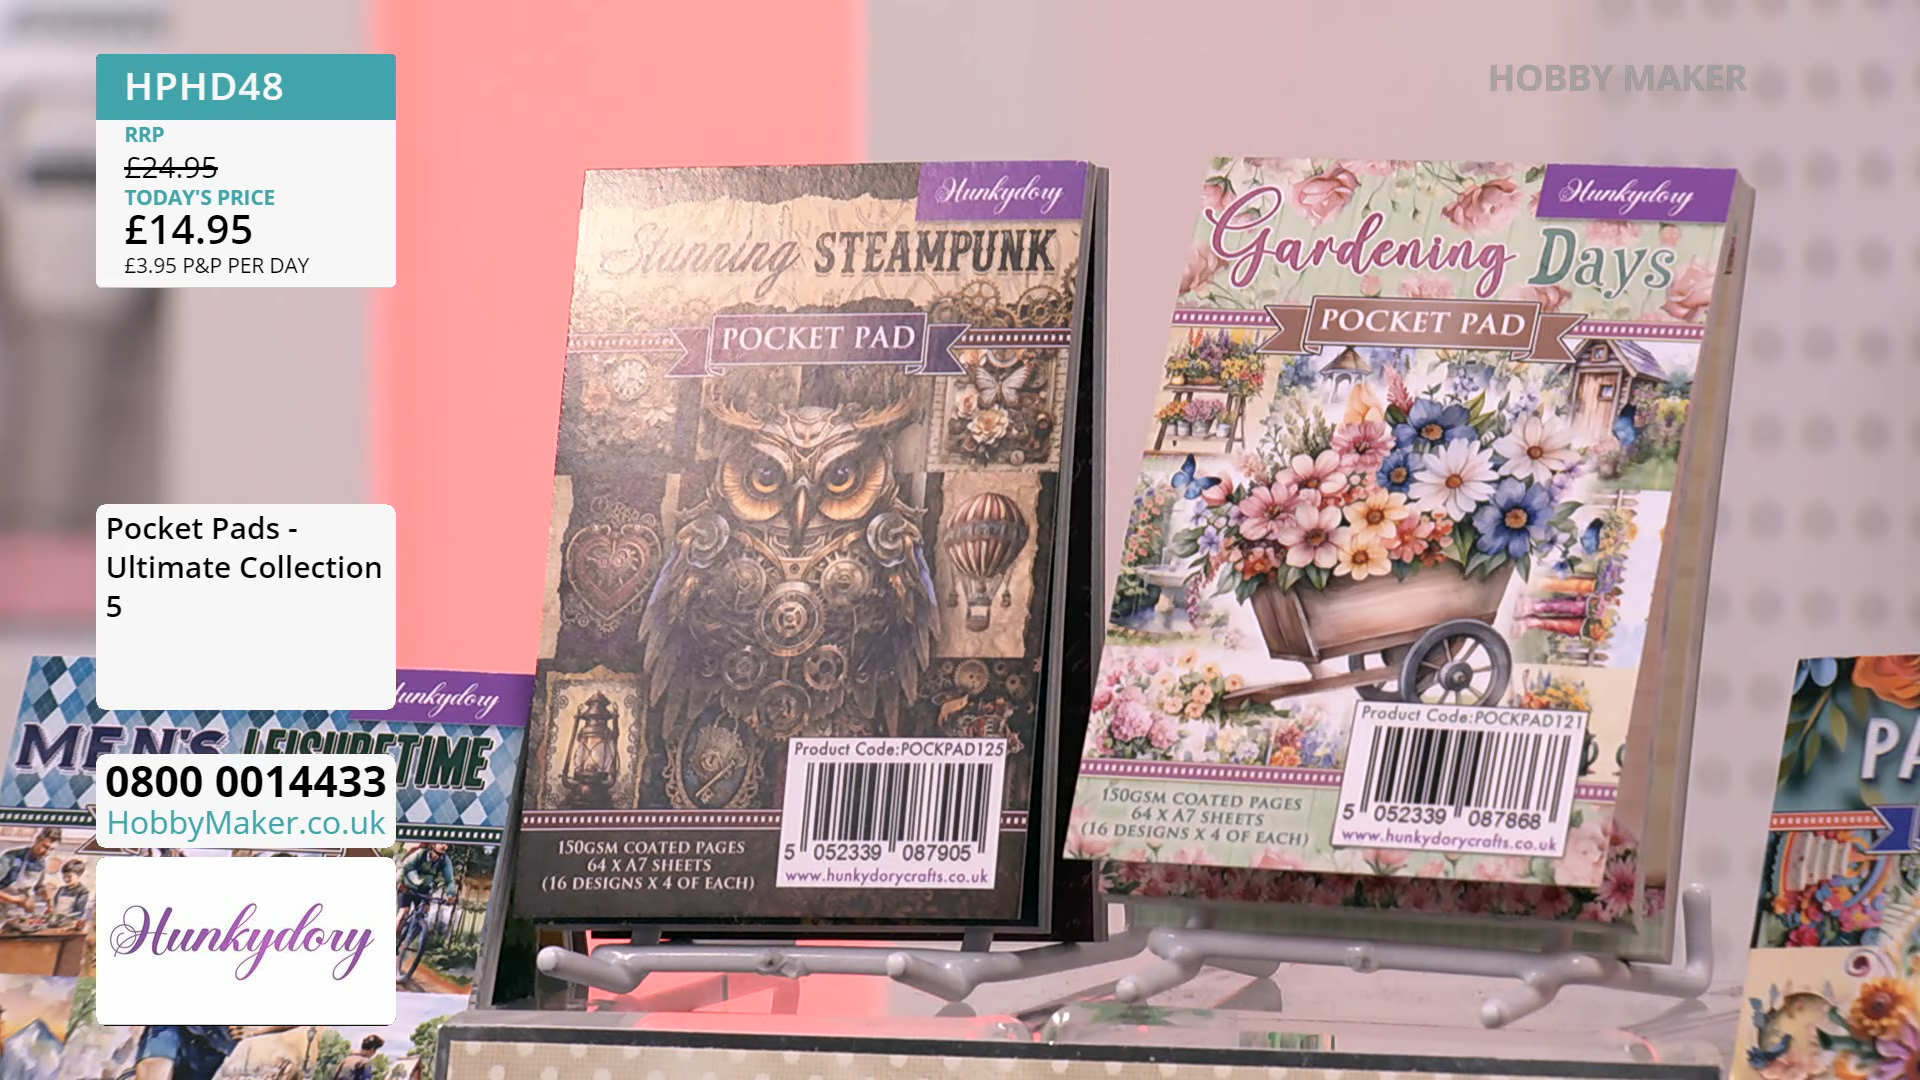 HPHD48
RRP
£24.95
TODAY'S PRICE
£14.95
£3.95 P&P PER DAY
HOBBY MAKER
Pocket Pads -
Ultimate Collection
5
0800 0014433
HobbyMaker.co.uk
Hunkydory
Hunkydory
Stunning STEAMPUNK
POCKET PAD
Product Code:POCKPAD125
5 052339 087905
www.hunkydorycrafts.co.uk
150GSM COATED PAGES
64 X A7 SHEETS
(16 DESIGNS X 4 OF EACH)
Hunkydory
Gardening Days
POCKET PAD
Product Code:POCKPAD121
5 052339 087868
www.hunkydorycrafts.co.uk
150GSM COATED PAGES
64 X A7 SHEETS
(16 DESIGNS X 4 OF EACH)
Hunkydory
MEN'S LEISURETIME